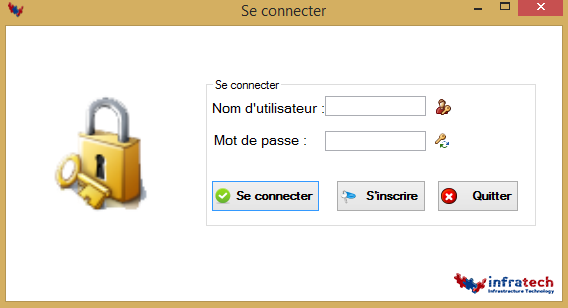 Se connecter
Se connecter
Nom d'utilisateur :
Mot de passe :
Se connecter
S'inscrire
Quitter
infratech
Infrastructure Technology